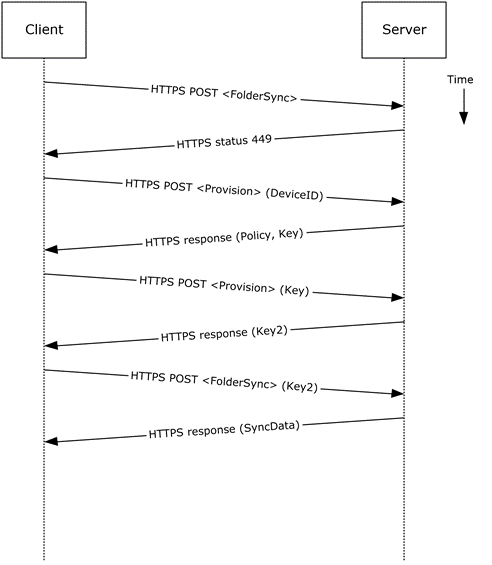 Client
Server
Time
HTTPS POST <FolderSync>
HTTPS status 449
HTTPS POST <Provision> (DeviceID)
HTTPS response (Policy, Key)
HTTPS POST <Provision> (Key)
HTTPS response (Key2)
HTTPS POST <FolderSync> (Key2)
HTTPS response (SyncData)